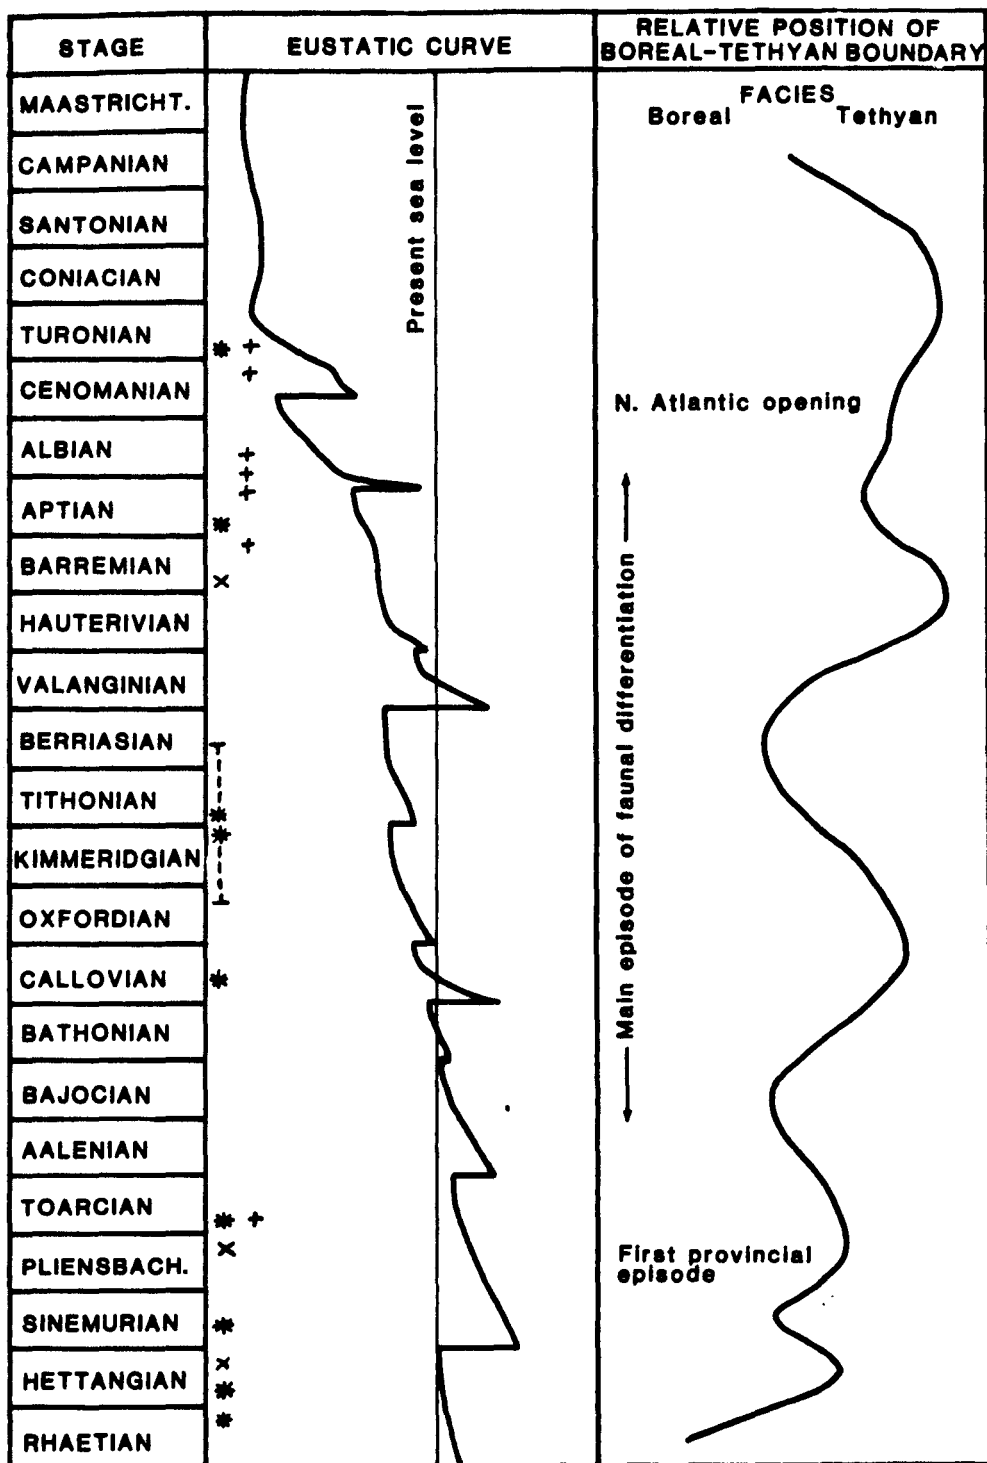 STAGE
EUSTATIC CURVE
RELATIVE POSITION OF
BOREAL-TETHYAN BOUNDARY
MAASTRICHT.
CAMPANIAN
SANTONIAN
CONIACIAN
TURONIAN
CENOMANIAN
ALBIAN
APTIAN
BARREMIAN
HAUTERIVIAN
VALANGINIAN
BERRIASIAN
TITHONIAN
KIMMERIDGIAN
OXFORDIAN
CALLOVIAN
BATHONIAN
BAJOCIAN
AALENIAN
TOARCIAN
PLIENSBACH.
SINEMURIAN
HETTANGIAN
RHAETIAN
Present sea level
FACIES
Boreal Tethyan
N. Atlantic opening
Main episode of faunal differentiation
First provincial
episode